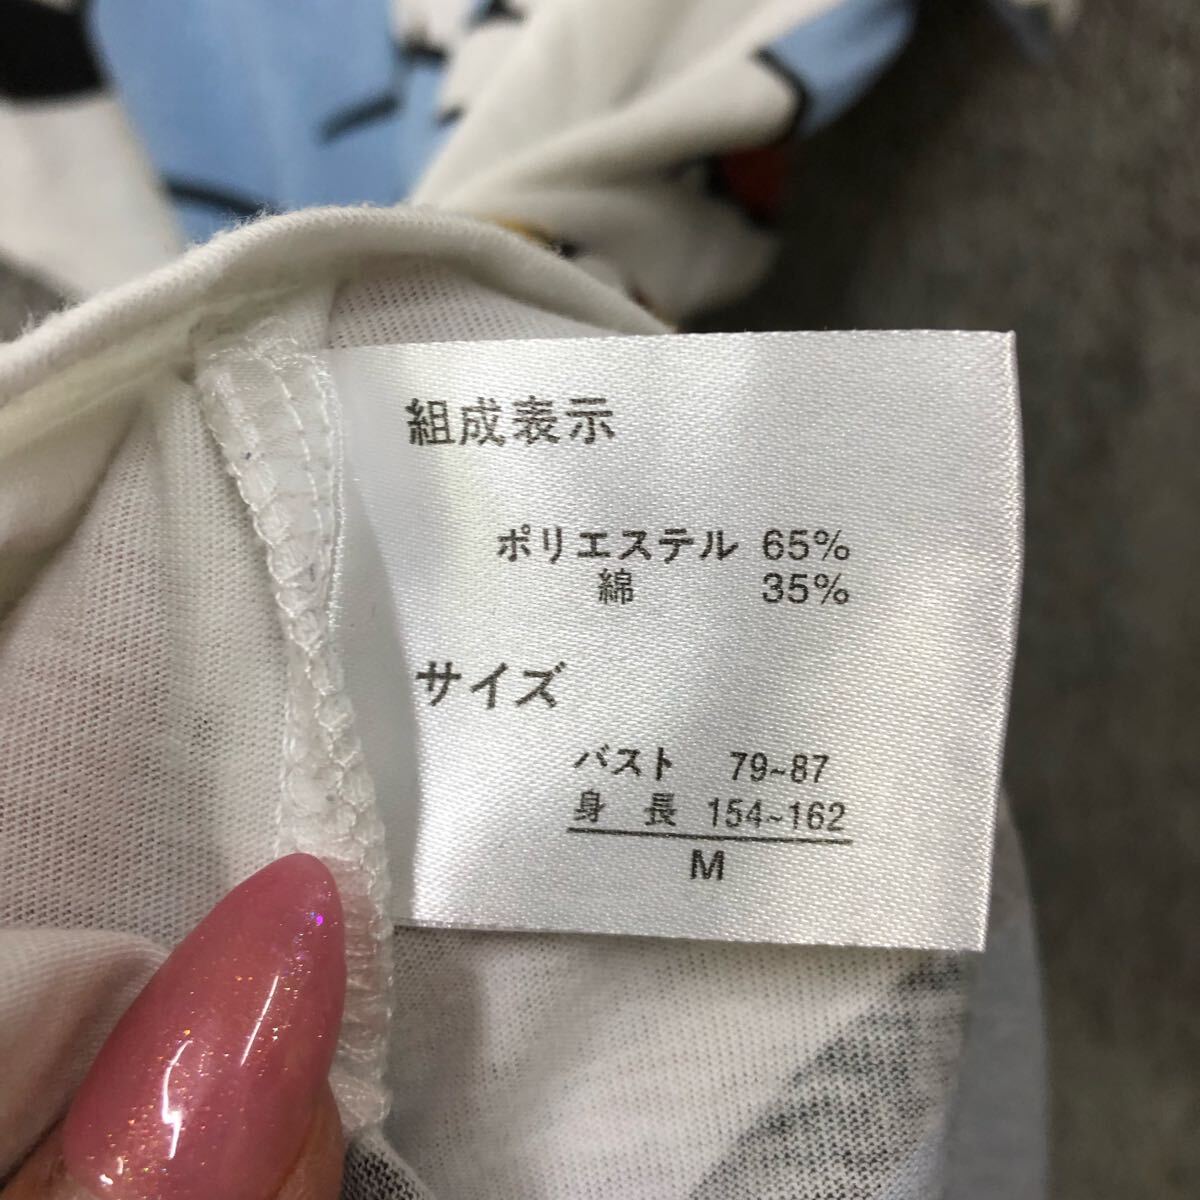 組成表示
ポリエステル 65%
綿 35%
サイズ
バスト 79~87
身長 154~162
M